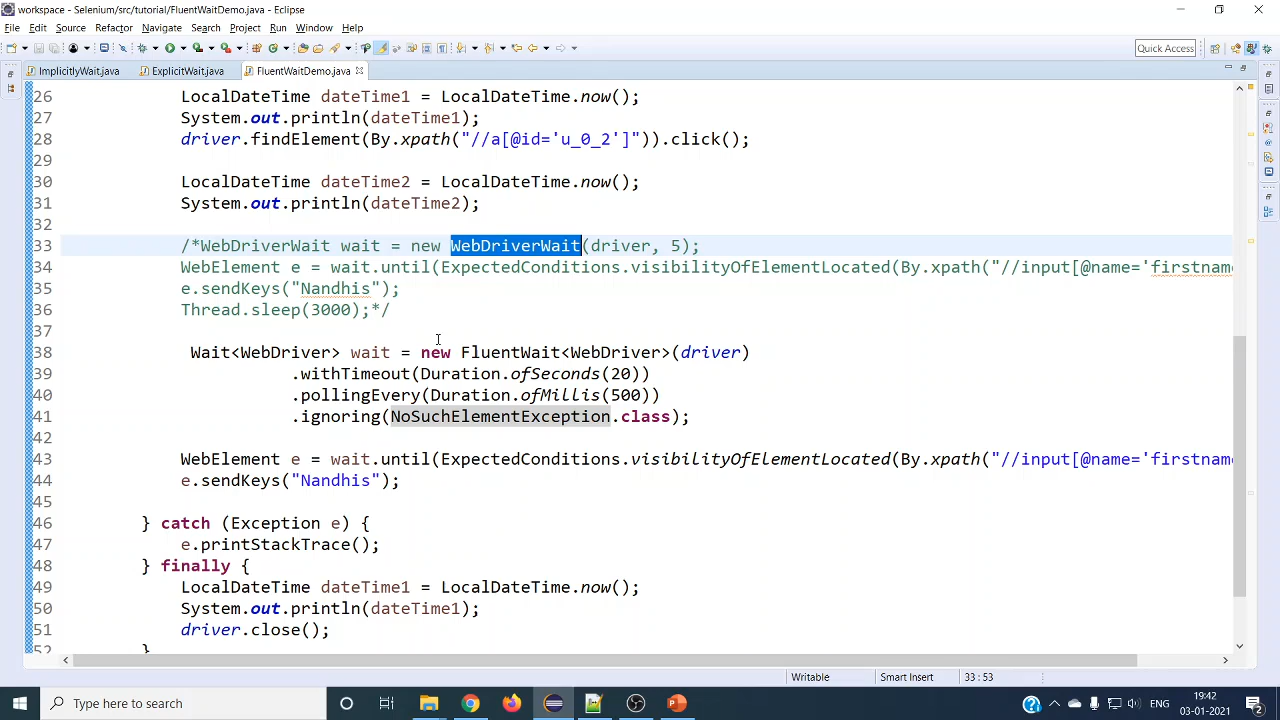 workspace - Selenium/src/tutorial/FluentWaitDemo.java - Eclipse
File Edit Source Refactor Navigate Search Project Run Window Help
Quick Access
ImplicitlyWait.java ExplicitWait.java FluentWaitDemo.java
26 LocalDateTime dateTime1 = LocalDateTime.now();
27 System.out.println(dateTime1);
28 driver.findElement(By.xpath("//a[@id='u_0_2']")).click();
29
30 LocalDateTime dateTime2 = LocalDateTime.now();
31 System.out.println(dateTime2);
32
33 /*WebDriverWait wait = new WebDriverWait(driver, 5);
34 WebElement e = wait.until(ExpectedConditions.visibilityOfElementLocated(By.xpath("//input[@name='firstname
35 e.sendKeys("Nandhis");
36 Thread.sleep(3000);*/
37
38 Wait<WebDriver> wait = new FluentWait<WebDriver>(driver)
39 .withTimeout(Duration.ofSeconds(20))
40 .pollingEvery(Duration.ofMillis(500))
41 .ignoring(NoSuchElementException.class);
42
43 WebElement e = wait.until(ExpectedConditions.visibilityOfElementLocated(By.xpath("//input[@name='firstnam
44 e.sendKeys("Nandhis");
45
46 } catch (Exception e) {
47 e.printStackTrace();
48 } finally {
49 LocalDateTime dateTime1 = LocalDateTime.now();
50 System.out.println(dateTime1);
51 driver.close();
52 }
Writable Smart Insert 33 : 53
Type here to search
19:42
03-01-2021
2